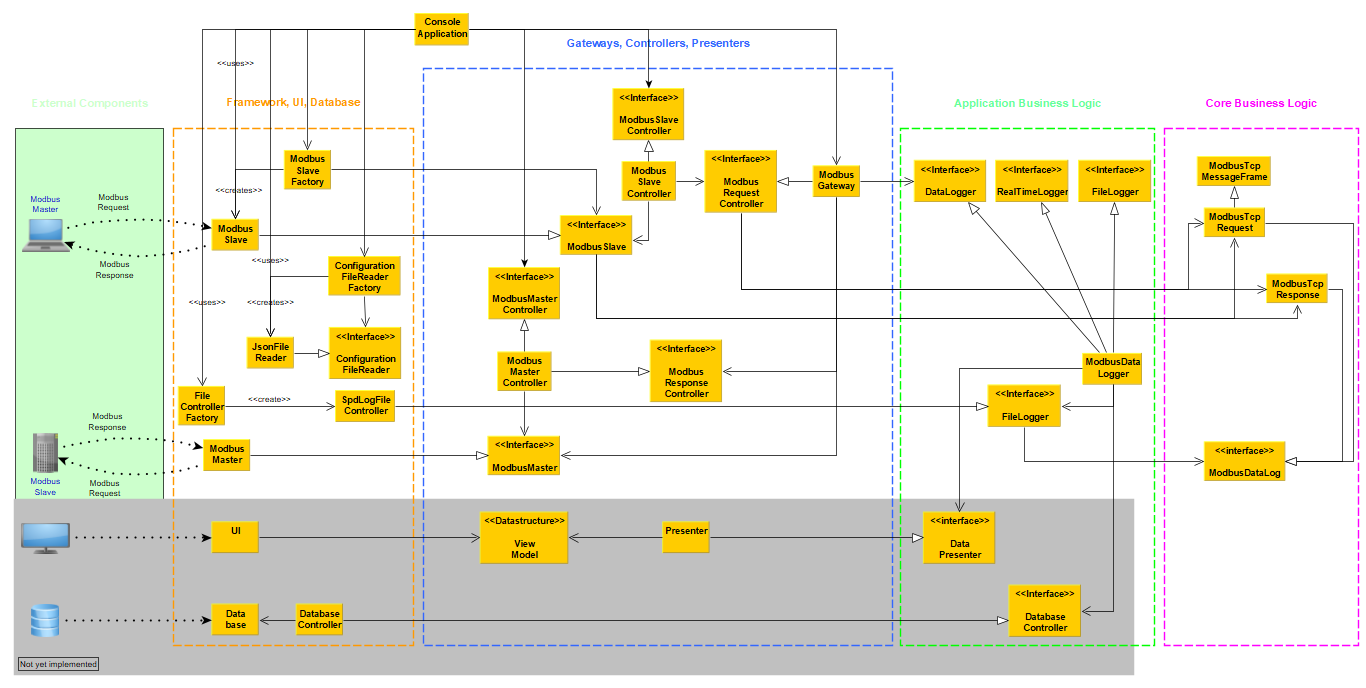 Console
Application
Gateways, Controllers, Presenters
External Components
Framework, UI, Database
Application Business Logic
Core Business Logic
<<uses>>
<<Interface>>
ModbusSlave
Controller
Modbus
Slave
Factory
<<creates>>
Modbus
Slave
Controller
<<Interface>>
Modbus
Request
Controller
Modbus
Gateway
<<Interface>>
DataLogger
<<Interface>>
RealTimeLogger
<<Interface>>
FileLogger
ModbusTcp
MessageFrame
ModbusTcp
Request
Modbus
Master
Modbus
Request
Modbus
Response
Modbus
Slave
<<Interface>>
ModbusSlave
<<uses>>
Configuration
FileReader
Factory
<<Interface>>
ModbusMaster
Controller
ModbusTcp
Response
<<uses>>
<<creates>>
JsonFile
Reader
<<Interface>>
Configuration
FileReader
Modbus
Master
Controller
<<Interface>>
Modbus
Response
Controller
ModbusData
Logger
File
Controller
Factory
<<create>>
SpdLogFile
Controller
<<Interface>>
FileLogger
Modbus
Response
Modbus
Master
<<Interface>>
ModbusMaster
<<interface>>
ModbusDataLog
Modbus
Slave
Modbus
Request
UI
<<Datastructure>>
View
Model
Presenter
<<interface>>
Data
Presenter
Data
base
Database
Controller
<<Interface>>
Database
Controller
Not yet implemented